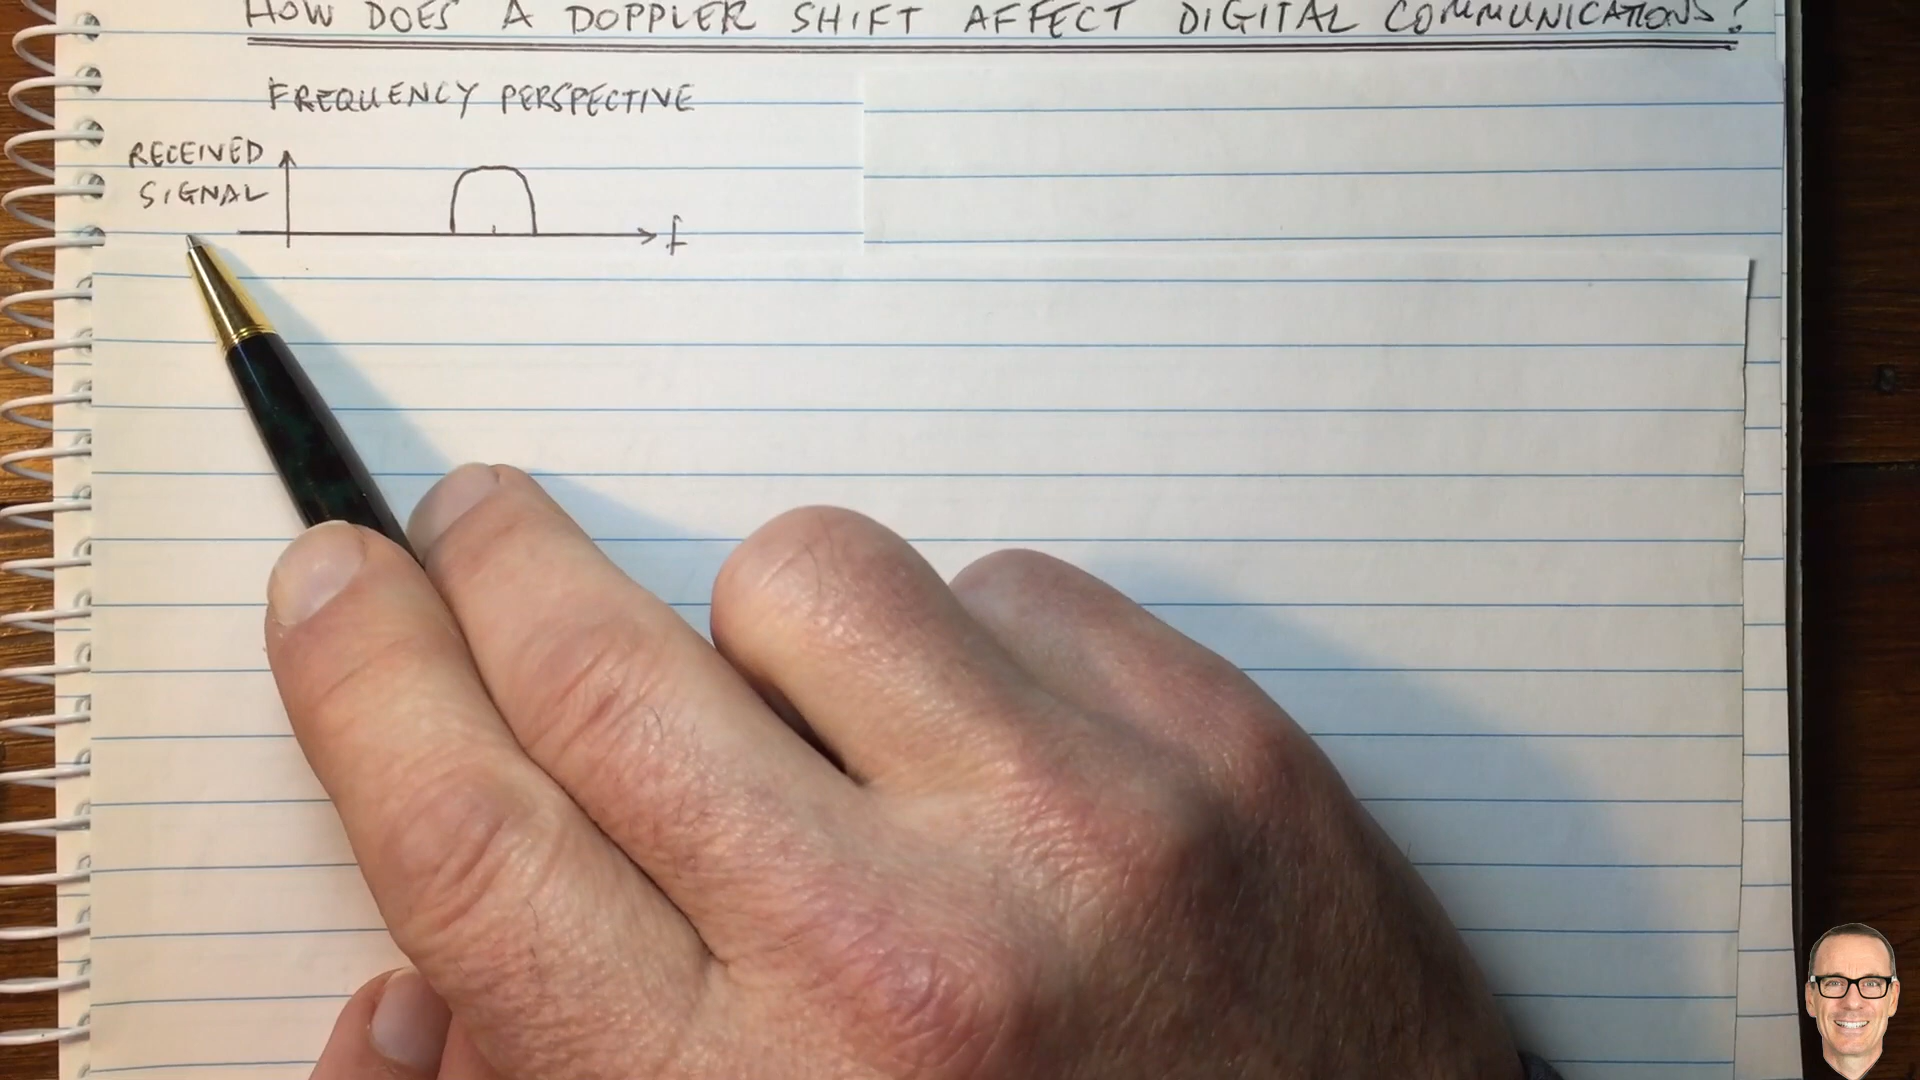 HOW DOES A DOPPLER SHIFT AFFECT DIGITAL COMMUNICATIONS?
FREQUENCY PERSPECTIVE
RECEIVED
SIGNAL
f